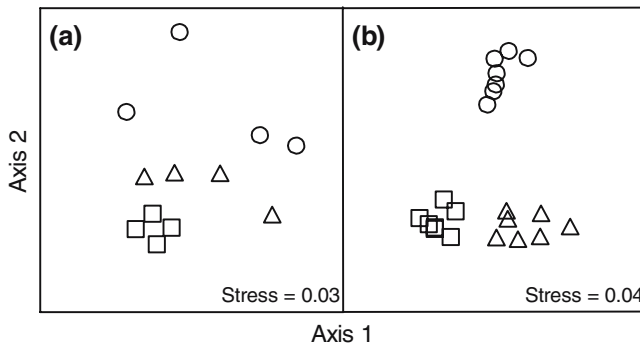 (a) (b)
Axis 2
Stress = 0.03 Stress = 0.04
Axis 1